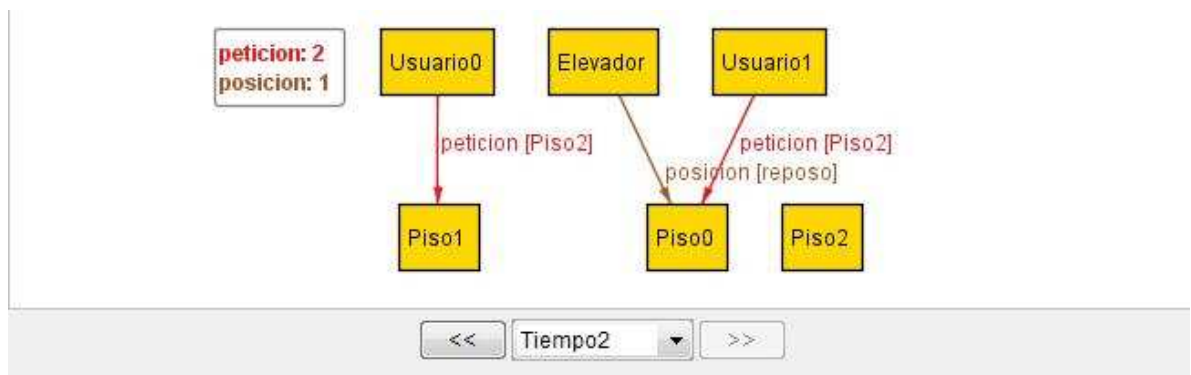 peticion: 2
posicion: 1
Usuario0
Elevador
Usuario1
peticion [Piso2]
peticion [Piso2]
posicion [reposo]
Piso1
Piso0
Piso2
<<
Tiempo2
>>